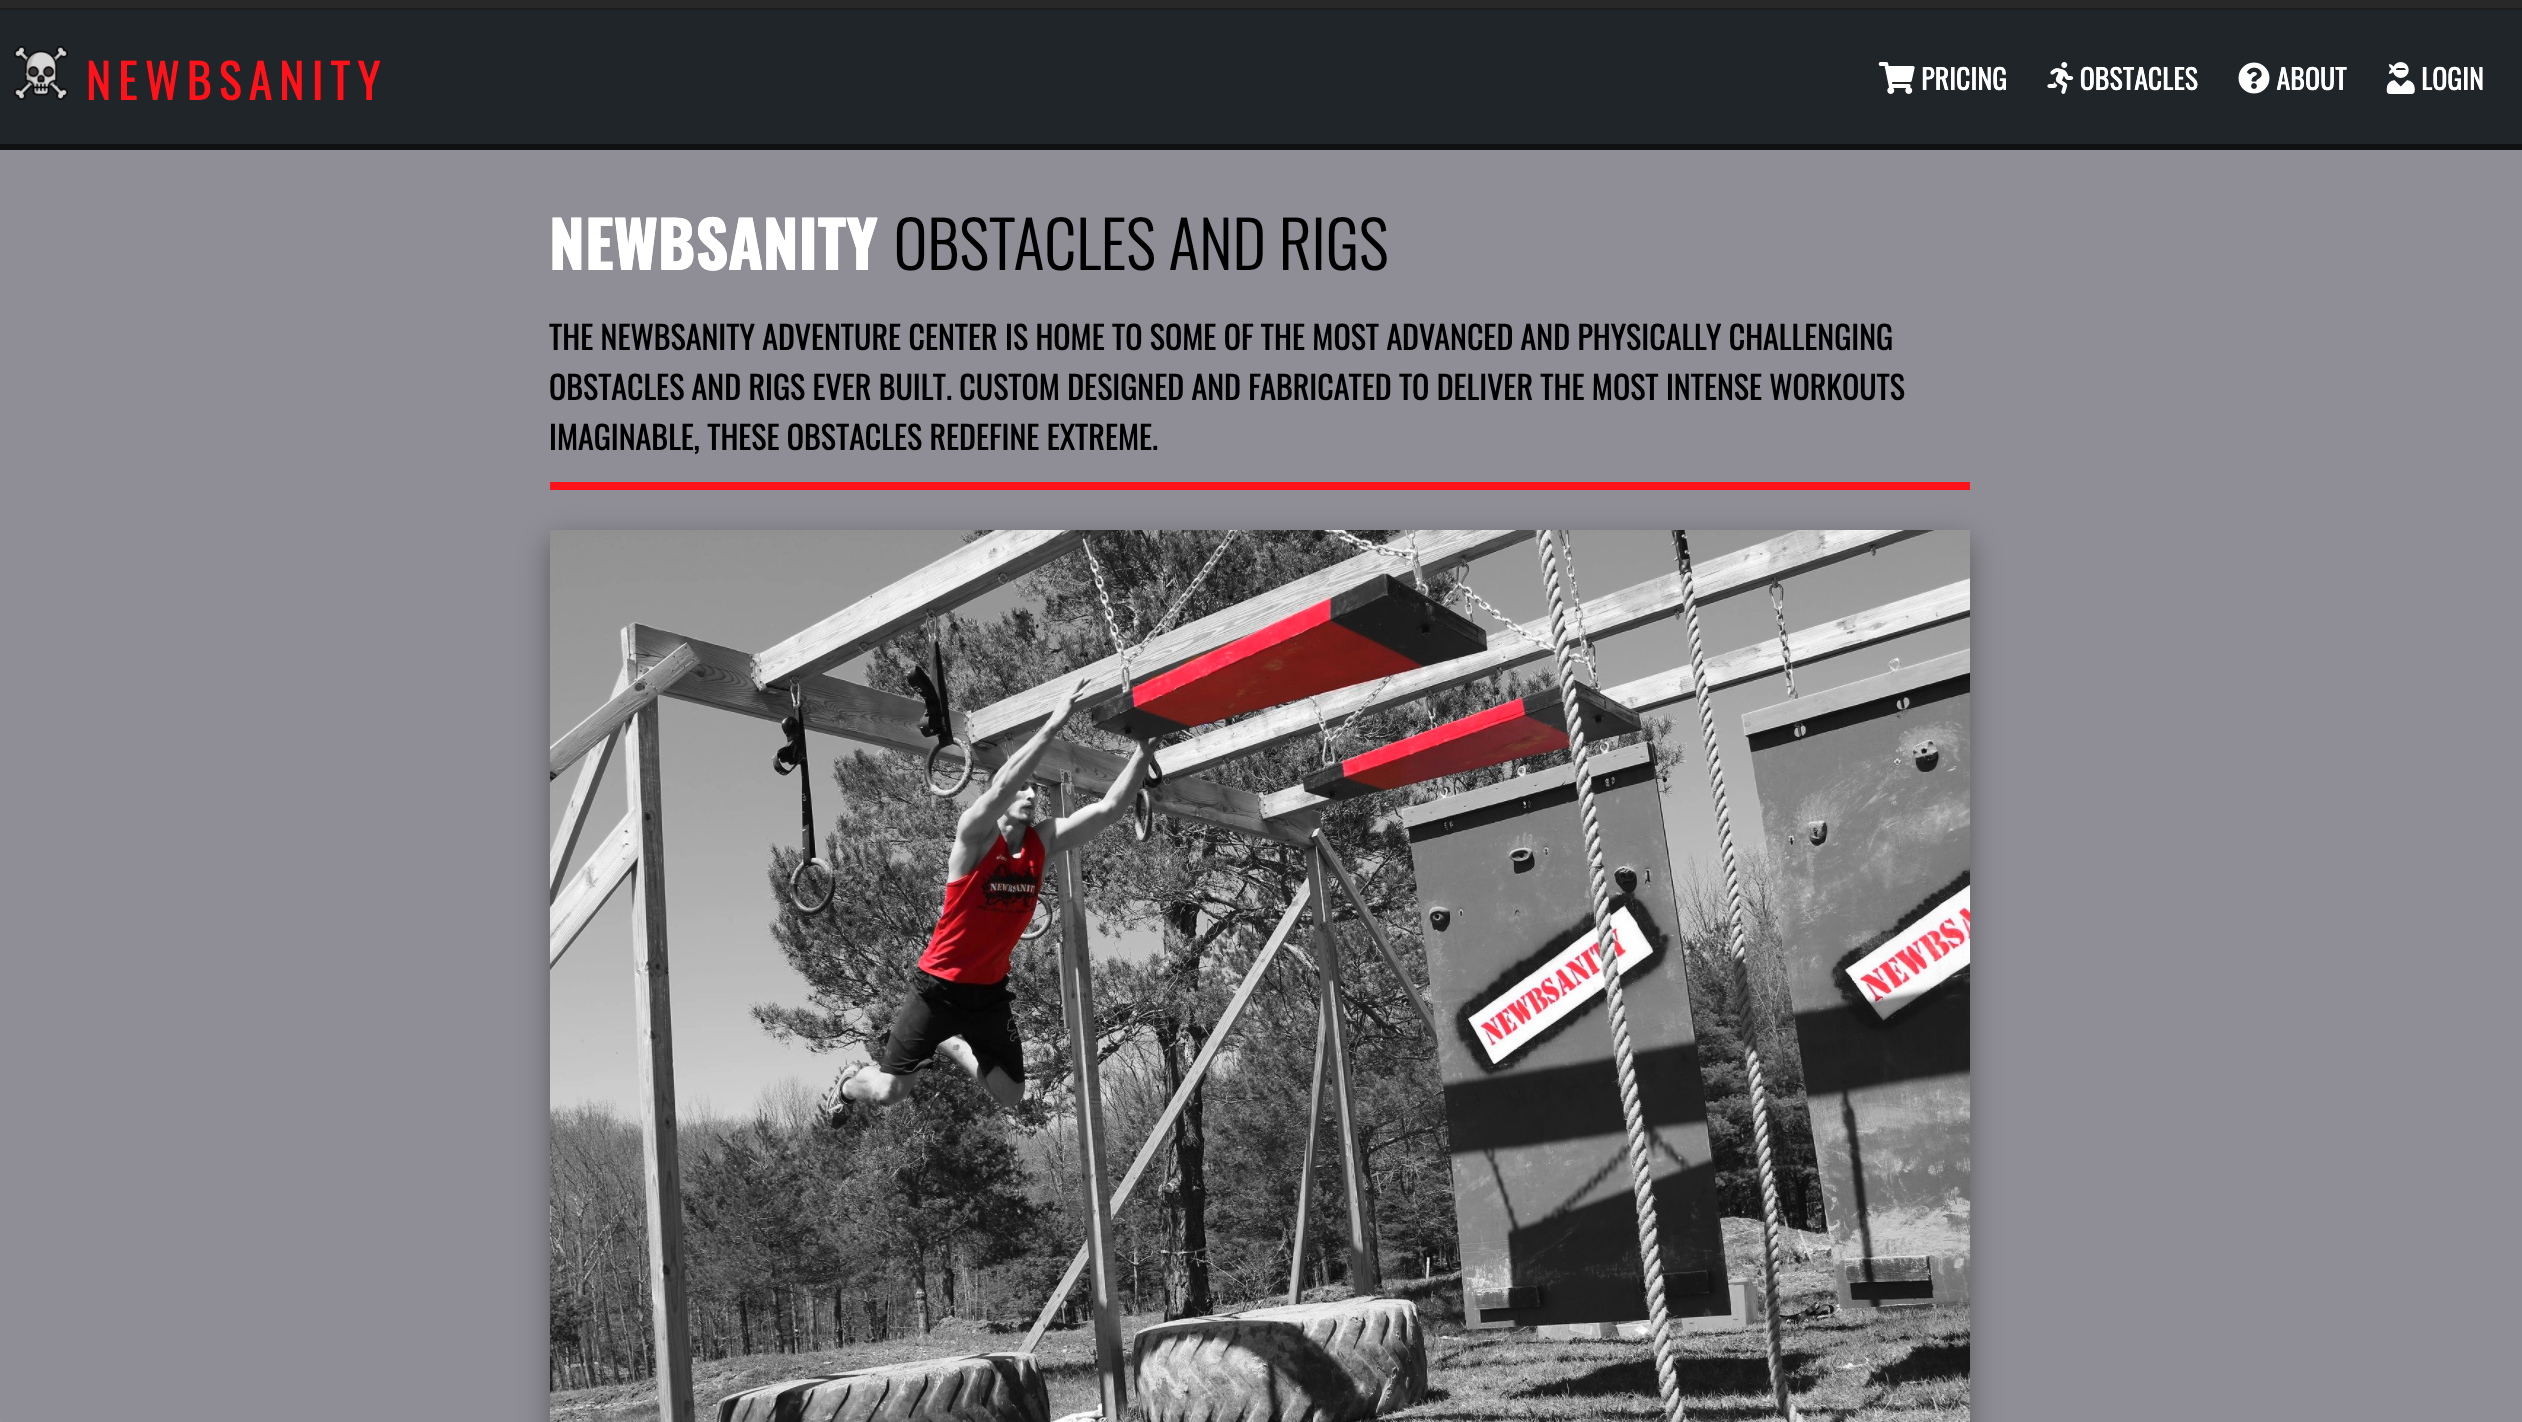 NEWBSANITY
PRICING
OBSTACLES
ABOUT
LOGIN
NEWBSANITY OBSTACLES AND RIGS
THE NEWBSANITY ADVENTURE CENTER IS HOME TO SOME OF THE MOST ADVANCED AND PHYSICALLY CHALLENGING
OBSTACLES AND RIGS EVER BUILT. CUSTOM DESIGNED AND FABRICATED TO DELIVER THE MOST INTENSE WORKOUTS
IMAGINABLE, THESE OBSTACLES REDEFINE EXTREME.
NEWBSANITY
NEWBSANITY
NEWBSA